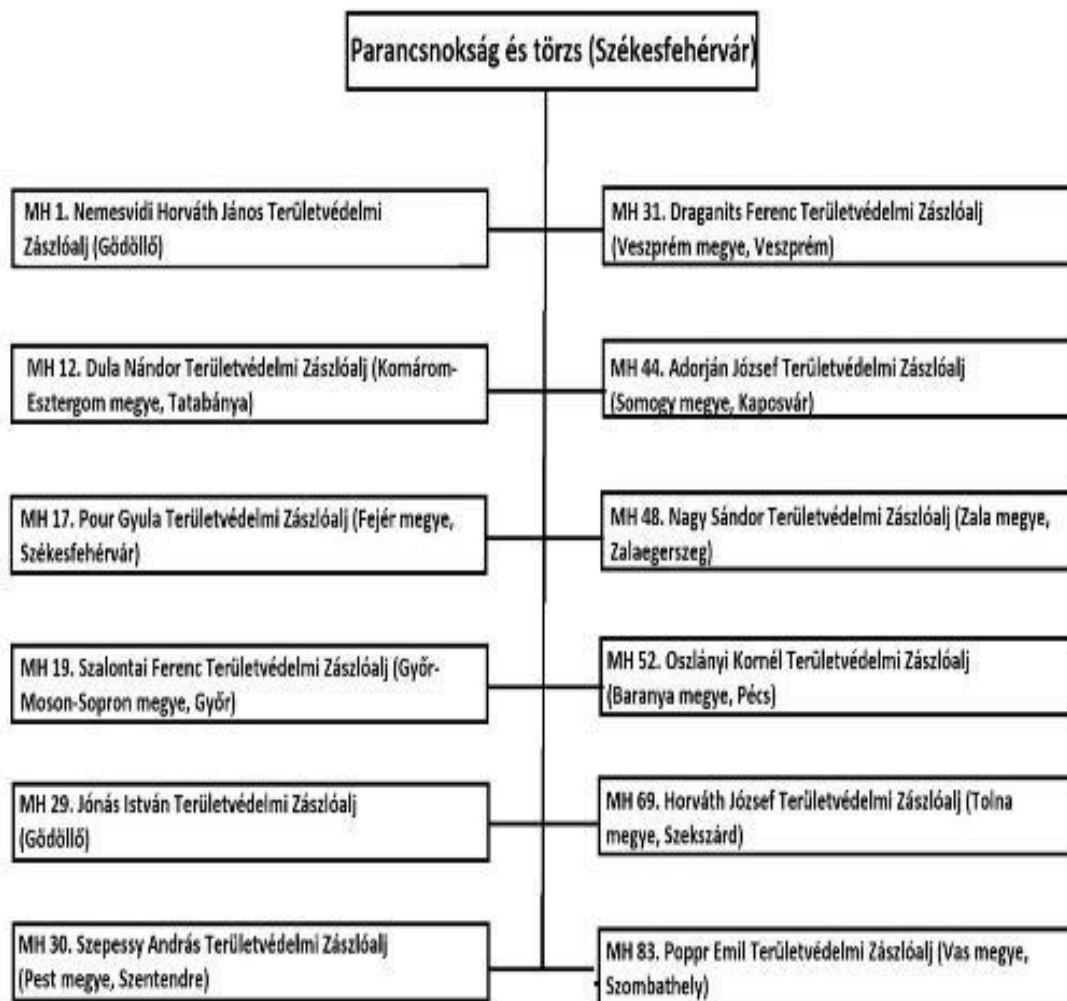 Parancsnokság és törzs (Székesfehérvár)
MH 1. Nemesvidi Horváth János Területvédelmi
Zászlóalj (Gödöllő)
MH 12. Dula Nándor Területvédelmi Zászlóalj (Komárom-
Esztergom megye, Tatabánya)
MH 17. Pour Gyula Területvédelmi Zászlóalj (Fejér megye,
Székesfehérvár)
MH 19. Szalontai Ferenc Területvédelmi Zászlóalj (Győr-
Moson-Sopron megye, Győr)
MH 29. Jónás István Területvédelmi Zászlóalj
(Gödöllő)
MH 30. Szepessy András Területvédelmi Zászlóalj
(Pest megye, Szentendre)
MH 31. Draganits Ferenc Területvédelmi Zászlóalj
(Veszprém megye, Veszprém)
MH 44. Adorján József Területvédelmi Zászlóalj
(Somogy megye, Kaposvár)
MH 48. Nagy Sándor Területvédelmi Zászlóalj (Zala megye,
Zalaegerszeg)
MH 52. Oszlányi Kornél Területvédelmi Zászlóalj
(Baranya megye, Pécs)
MH 69. Horváth József Területvédelmi Zászlóalj (Tolna
megye, Szekszárd)
MH 83. Poppr Emil Területvédelmi Zászlóalj (Vas megye,
Szombathely)